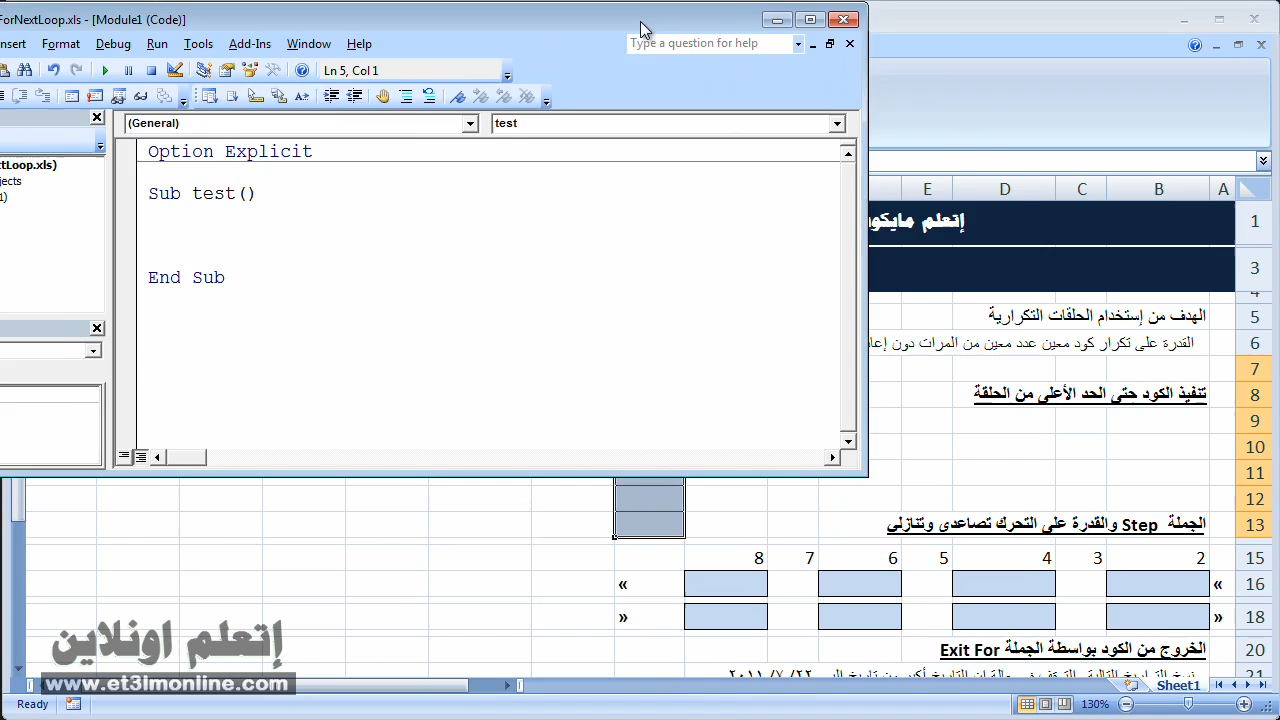 ForNextLoop.xls - [Module1 (Code)]
Insert Format Debug Run Tools Add-Ins Window Help
Type a question for help
Ln 5, Col 1
(General) test
Option Explicit
Sub test()
End Sub
tLoop.xls)
jects
1)
E D C B A
1
3
4
5
6
7
8
9
10
11
12
13
15
16
18
20
21
إتعلم مايكرو
الهدف من إستخدام الحلقات التكرارية
القدرة على تكرار كود معين عدد معين من المرات دون إعا
تنفيذ الكود حتى الحد الأعلى من الحلقة
الجملة Step والقدرة على التحرك تصاعدى وتنازلي
8 7 6 5 4 3 2
« «
» »
الخروج من الكود بواسطة الجملة Exit For
إتعلم اونلاين
www.et3lmonline.com
Sheet1
Ready
130%